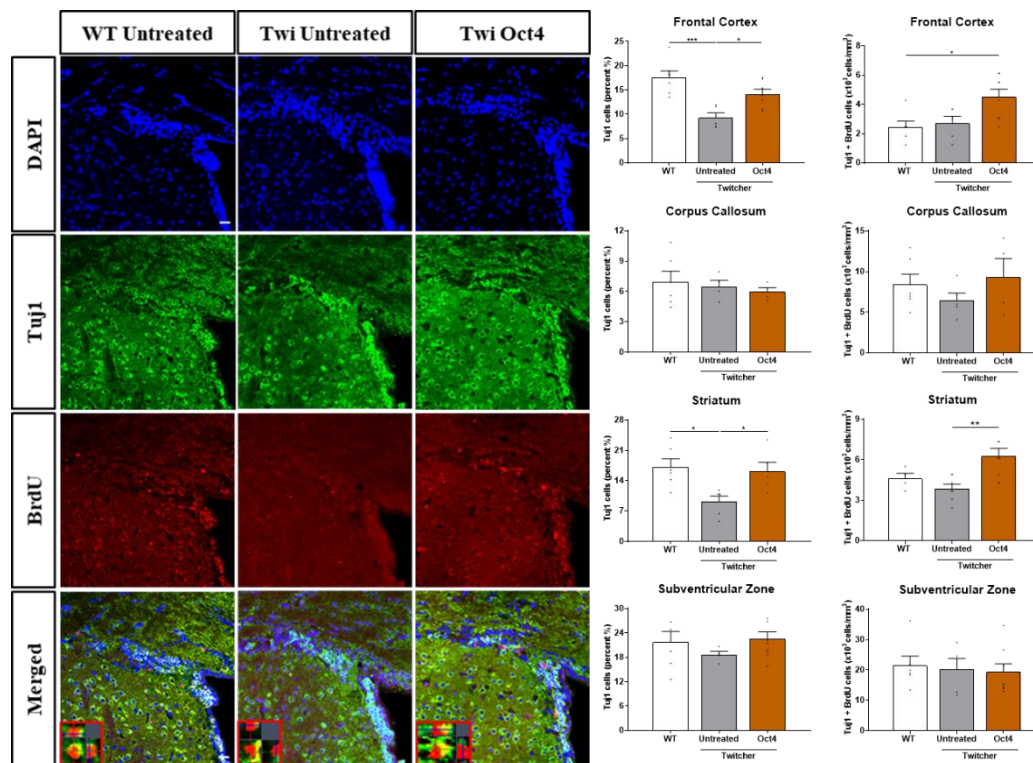 WT Untreated
Twi Untreated
Twi Oct4
DAPI
Tuj1
BrdU
Merged
Frontal Cortex
Tuj1 cells (percent %)
25
20
15
10
5
0
***
*
WT
Untreated
Oct4
Twitcher
Frontal Cortex
Tuj1 + BrdU cells (x10³ cells/mm³)
8
6
4
2
0
*
WT
Untreated
Oct4
Twitcher
Corpus Callosum
Tuj1 cells (percent %)
12
9
6
3
0
WT
Untreated
Oct4
Twitcher
Corpus Callosum
Tuj1 + BrdU cells (x10³ cells/mm³)
15
10
5
0
WT
Untreated
Oct4
Twitcher
Striatum
Tuj1 cells (percent %)
28
21
14
7
0
*
*
WT
Untreated
Oct4
Twitcher
Striatum
Tuj1 + BrdU cells (x10³ cells/mm³)
9
6
3
0
**
WT
Untreated
Oct4
Twitcher
Subventricular Zone
Tuj1 cells (percent %)
30
24
18
12
6
0
WT
Untreated
Oct4
Twitcher
Subventricular Zone
Tuj1 + BrdU cells (x10³ cells/mm³)
40
30
20
10
0
WT
Untreated
Oct4
Twitcher